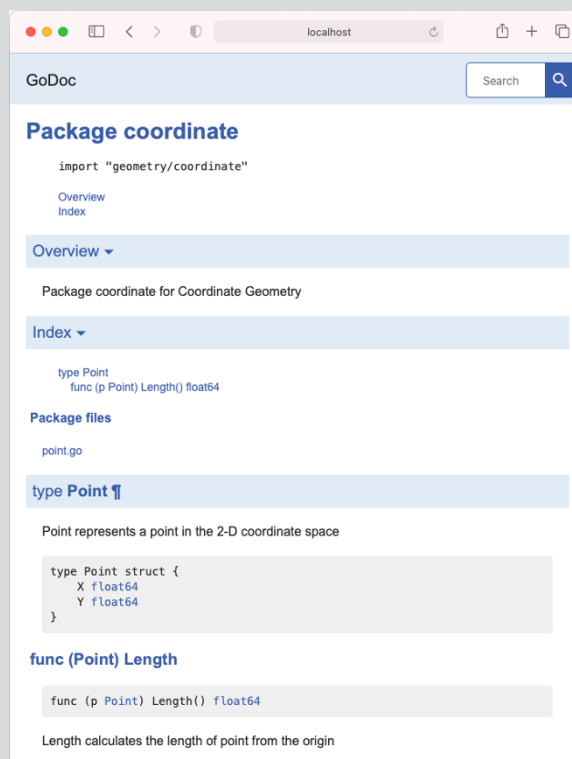 localhost
GoDoc
Search
Package coordinate
import "geometry/coordinate"
Overview
Index
Overview ▾
Package coordinate for Coordinate Geometry
Index ▾
type Point
func (p Point) Length() float64
Package files
point.go
type Point ¶
Point represents a point in the 2-D coordinate space
type Point struct {
    X float64
    Y float64
}
func (Point) Length
func (p Point) Length() float64
Length calculates the length of point from the origin